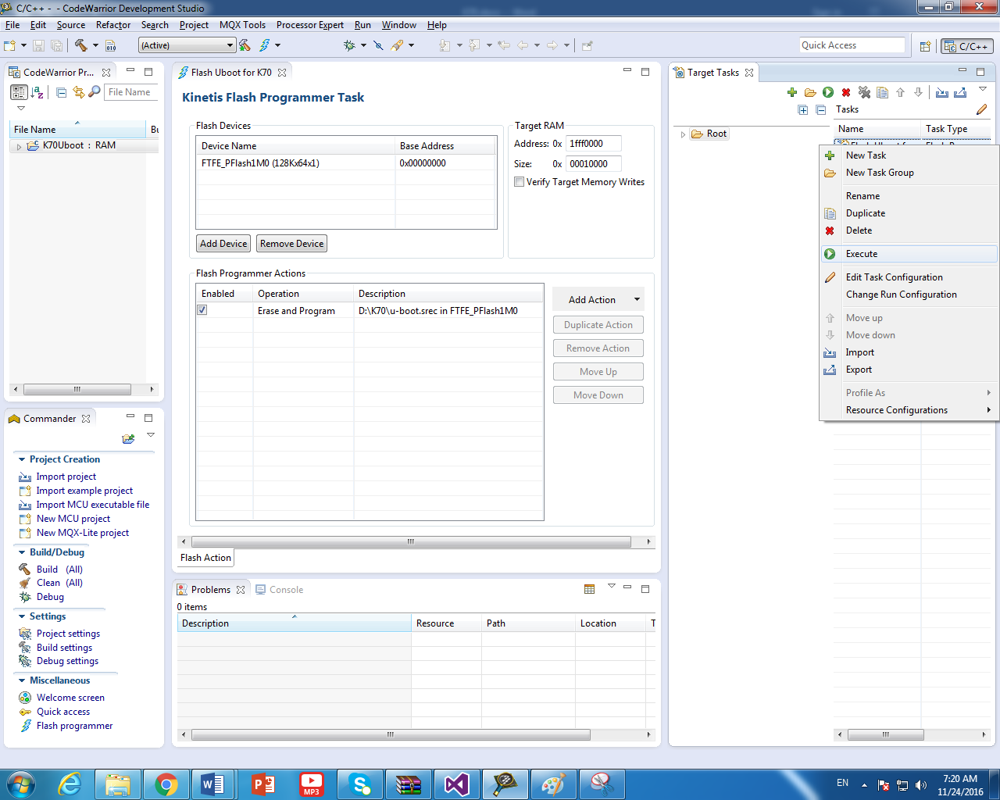 C/C++ - - CodeWarrior Development Studio
File Edit Source Refactor Search Project MQX Tools Processor Expert Run Window Help
(Active)
Quick Access
C/C++
CodeWarrior Pr...
File Name
File Name Bu
K70Uboot : RAM
Commander
Project Creation
Import project
Import example project
Import MCU executable file
New MCU project
New MQX-Lite project
Build/Debug
Build (All)
Clean (All)
Debug
Settings
Project settings
Build settings
Debug settings
Miscellaneous
Welcome screen
Quick access
Flash programmer
Flash Uboot for K70
Kinetis Flash Programmer Task
Flash Devices
Device Name Base Address
FTFE_PFlash1M0 (128Kx64x1) 0x00000000
Add Device Remove Device
Target RAM
Address: 0x 1fff0000
Size: 0x 00010000
Verify Target Memory Writes
Flash Programmer Actions
Enabled Operation Description
Erase and Program D:\K70\u-boot.srec in FTFE_PFlash1M0
Add Action
Duplicate Action
Remove Action
Move Up
Move Down
Flash Action
Problems Console
0 items
Description Resource Path Location T
Target Tasks
Tasks
Root
Name Task Type
New Task
New Task Group
Rename
Duplicate
Delete
Execute
Edit Task Configuration
Change Run Configuration
Move up
Move down
Import
Export
Profile As
Resource Configurations
MP3
EN
7:20 AM
11/24/2016